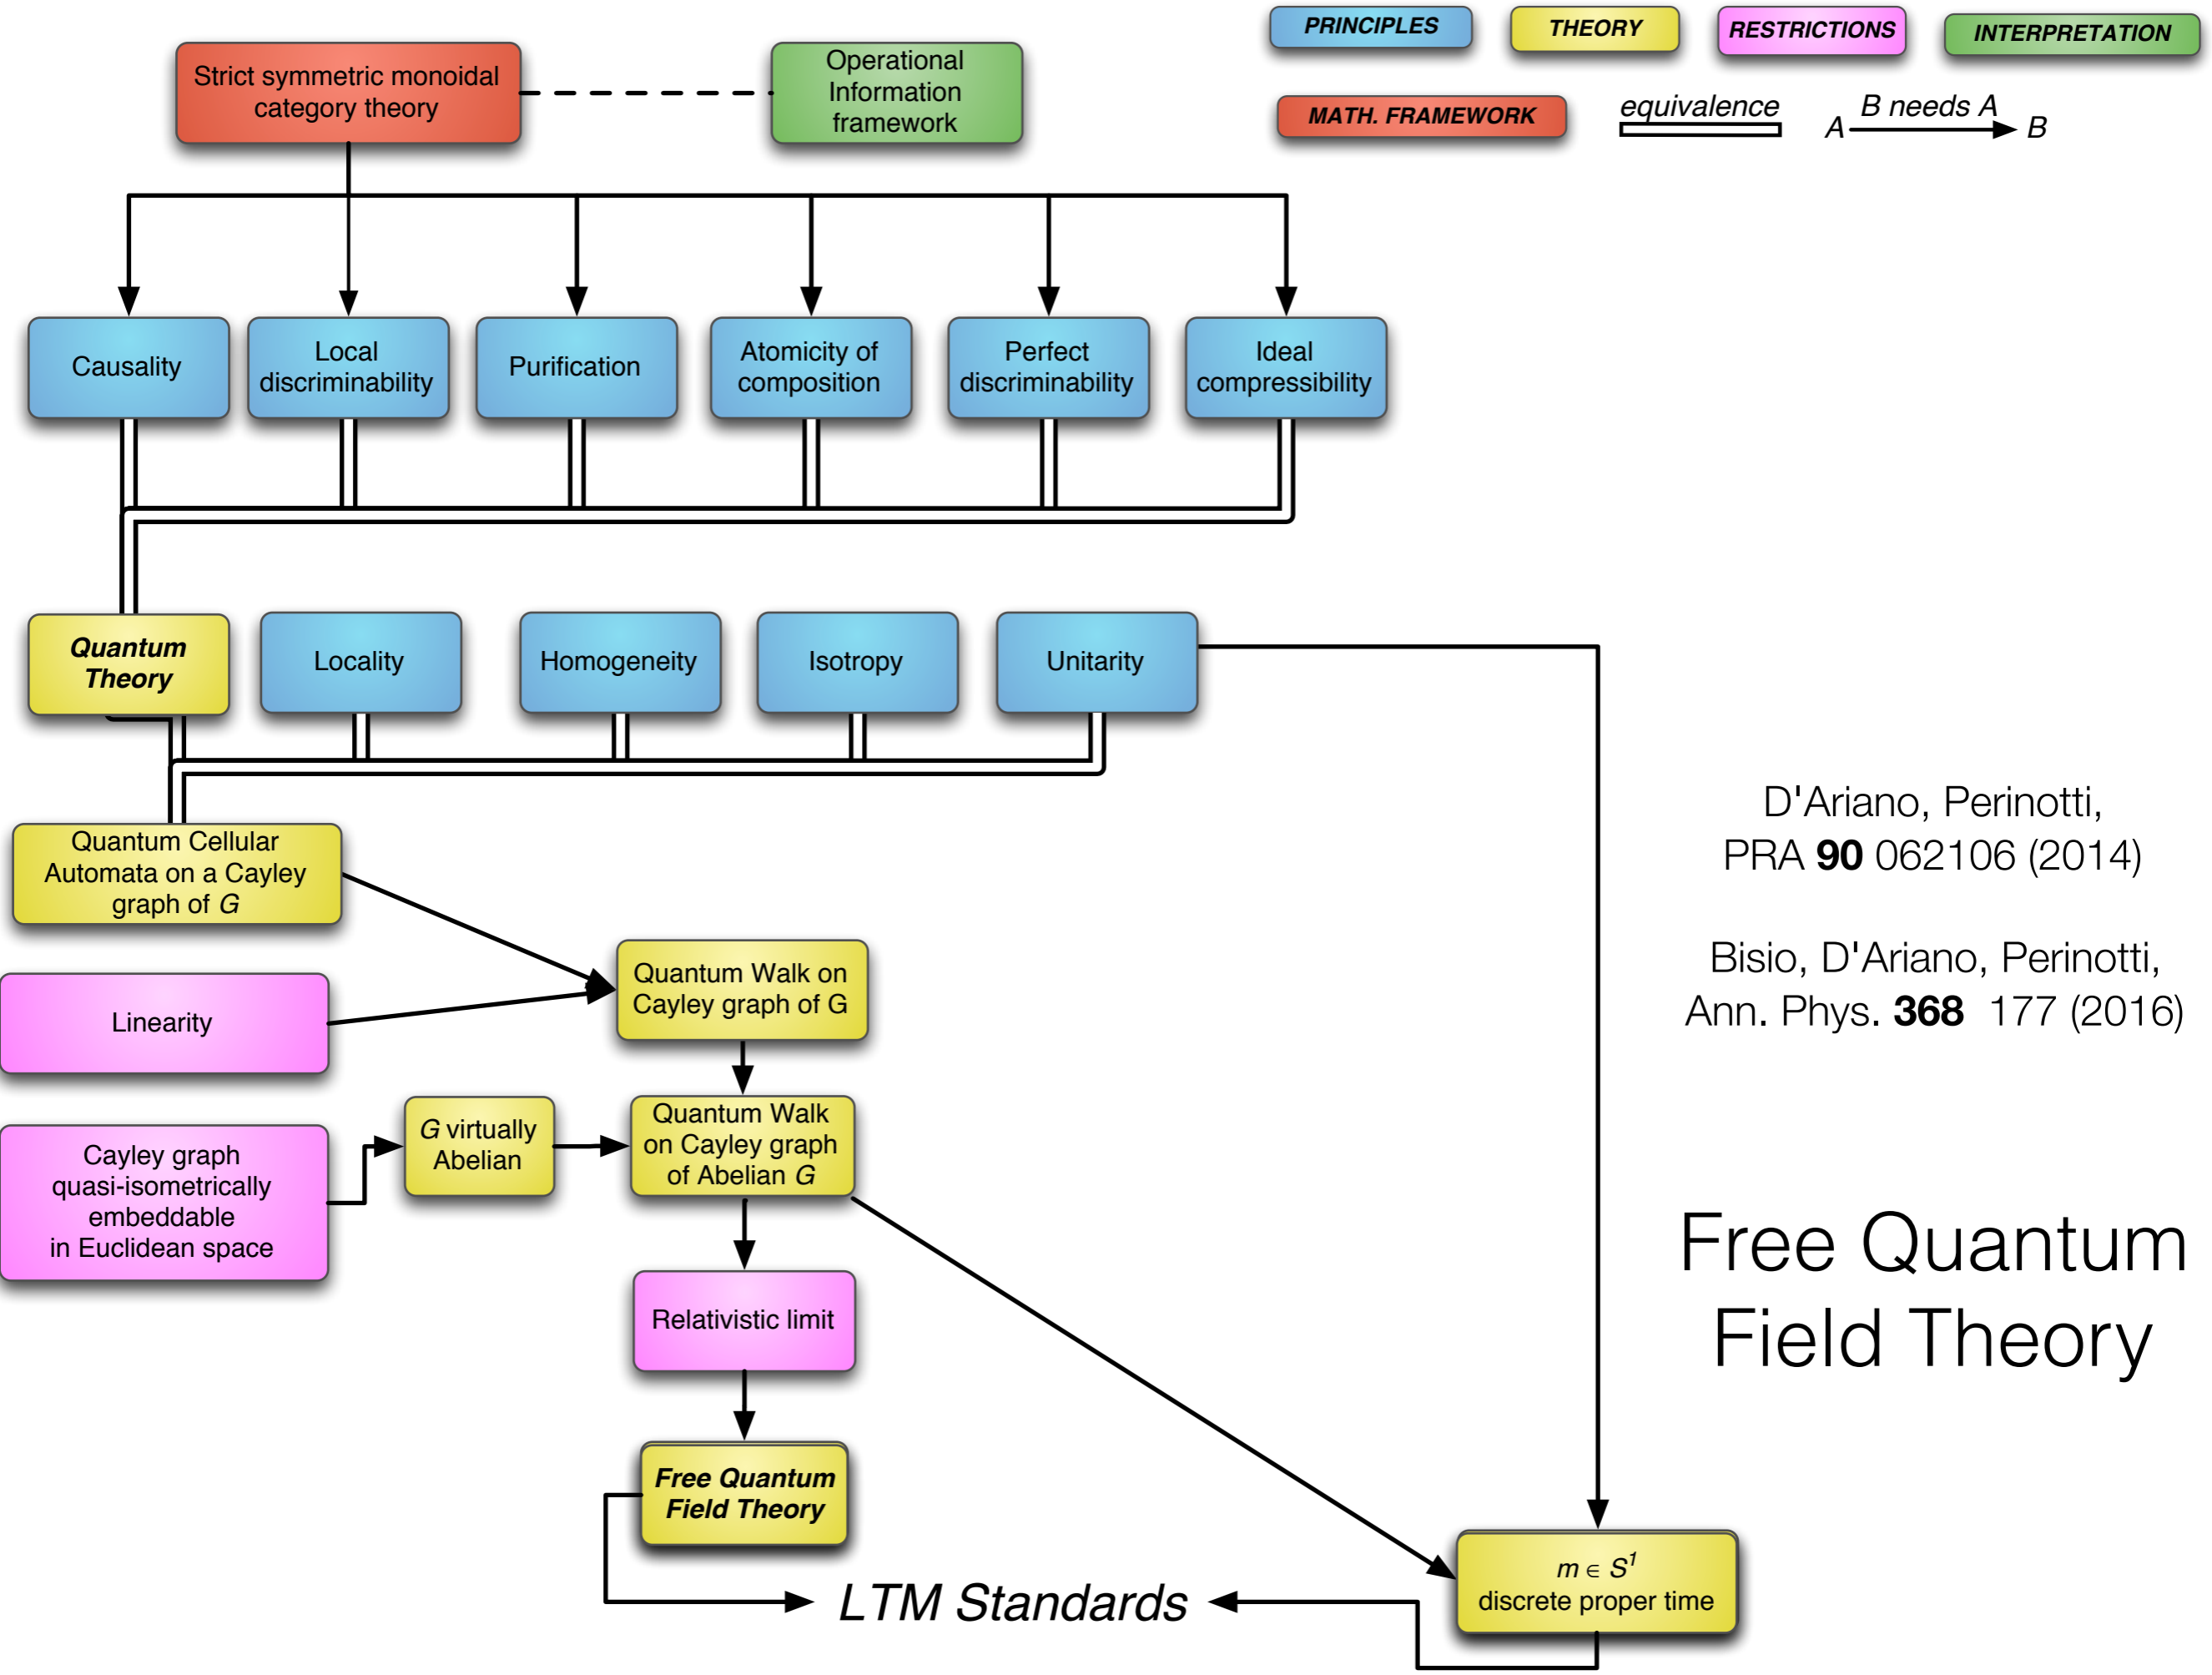 PRINCIPLES
THEORY
RESTRICTIONS
INTERPRETATION
MATH. FRAMEWORK
equivalence
A
B needs A
B
Strict symmetric monoidal
category theory
Operational
Information
framework
Causality
Local
discriminability
Purification
Atomicity of
composition
Perfect
discriminability
Ideal
compressibility
Quantum
Theory
Locality
Homogeneity
Isotropy
Unitarity
Quantum Cellular
Automata on a Cayley
graph of G
Linearity
Quantum Walk on
Cayley graph of G
Cayley graph
quasi-isometrically
embeddable
in Euclidean space
G virtually
Abelian
Quantum Walk
on Cayley graph
of Abelian G
Relativistic limit
Free Quantum
Field Theory
LTM Standards
m ∈ S¹
discrete proper time
D'Ariano, Perinotti,
PRA 90 062106 (2014)
Bisio, D'Ariano, Perinotti,
Ann. Phys. 368 177 (2016)
Free Quantum
Field Theory